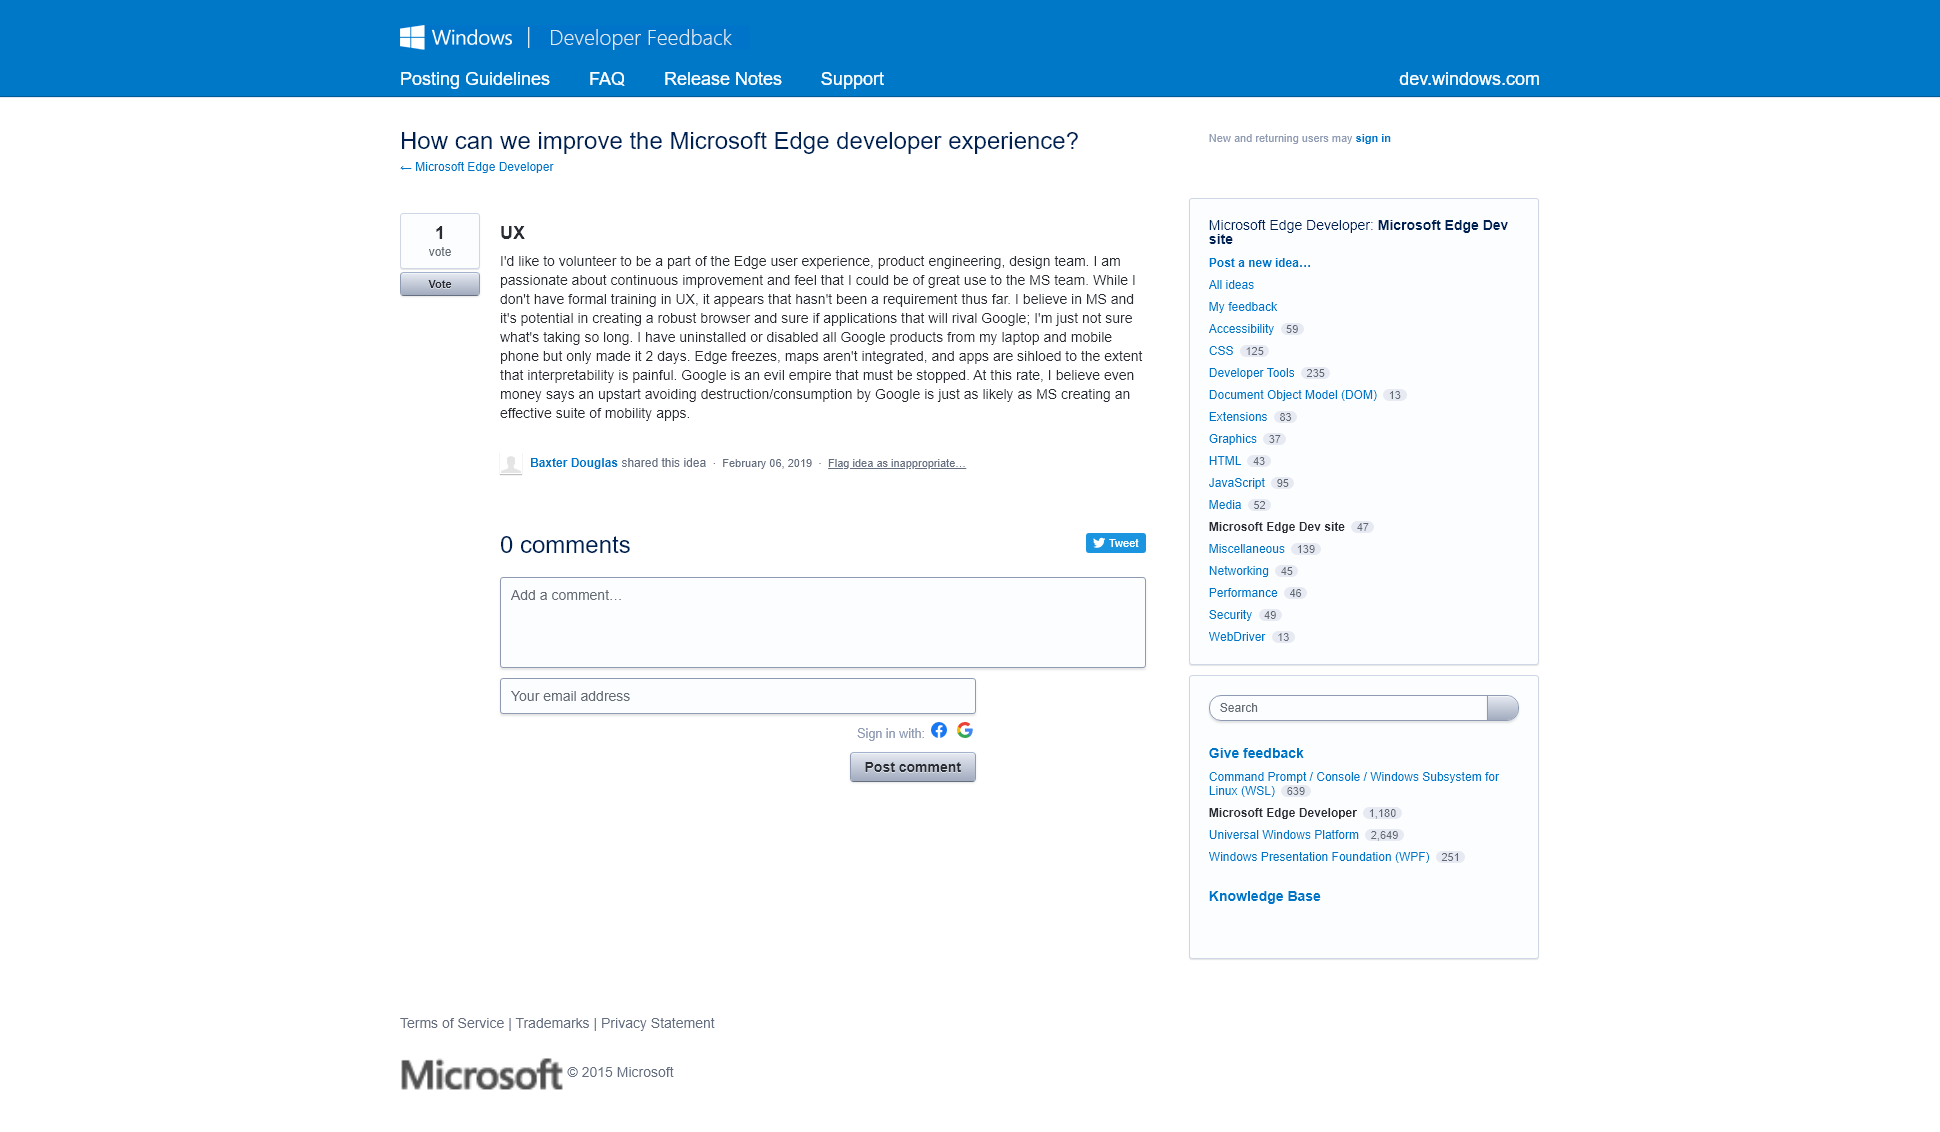 Windows | Developer Feedback
Posting Guidelines FAQ Release Notes Support dev.windows.com
How can we improve the Microsoft Edge developer experience?
← Microsoft Edge Developer
New and returning users may sign in
1
vote
Vote
UX
I'd like to volunteer to be a part of the Edge user experience, product engineering, design team. I am
passionate about continuous improvement and feel that I could be of great use to the MS team. While I
don't have formal training in UX, it appears that hasn't been a requirement thus far. I believe in MS and
it's potential in creating a robust browser and sure if applications that will rival Google; I'm just not sure
what's taking so long. I have uninstalled or disabled all Google products from my laptop and mobile
phone but only made it 2 days. Edge freezes, maps aren't integrated, and apps are sihloed to the extent
that interpretability is painful. Google is an evil empire that must be stopped. At this rate, I believe even
money says an upstart avoiding destruction/consumption by Google is just as likely as MS creating an
effective suite of mobility apps.
Baxter Douglas shared this idea · February 06, 2019 · Flag idea as inappropriate…
0 comments
Tweet
Add a comment…
Your email address
Sign in with:
Post comment
Microsoft Edge Developer: Microsoft Edge Dev
site
Post a new idea…
All ideas
My feedback
Accessibility 59
CSS 125
Developer Tools 235
Document Object Model (DOM) 13
Extensions 83
Graphics 37
HTML 43
JavaScript 95
Media 52
Microsoft Edge Dev site 47
Miscellaneous 139
Networking 45
Performance 46
Security 49
WebDriver 13
Search
Give feedback
Command Prompt / Console / Windows Subsystem for
Linux (WSL) 639
Microsoft Edge Developer 1,180
Universal Windows Platform 2,649
Windows Presentation Foundation (WPF) 251
Knowledge Base
Terms of Service | Trademarks | Privacy Statement
Microsoft © 2015 Microsoft